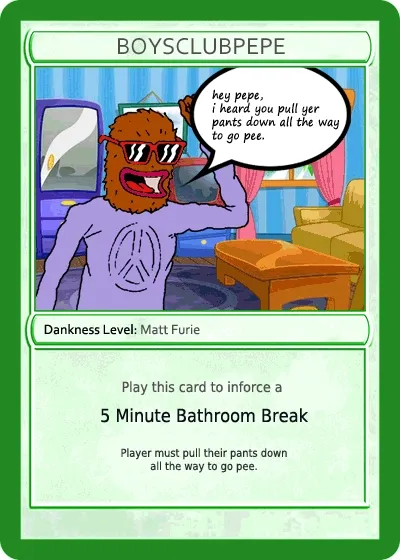 BOYSCLUBPEPE
hey pepe,
i heard you pull yer
pants down all the way
to go pee.
Dankness Level: Matt Furie
Play this card to inforce a
5 Minute Bathroom Break
Player must pull their pants down
all the way to go pee.